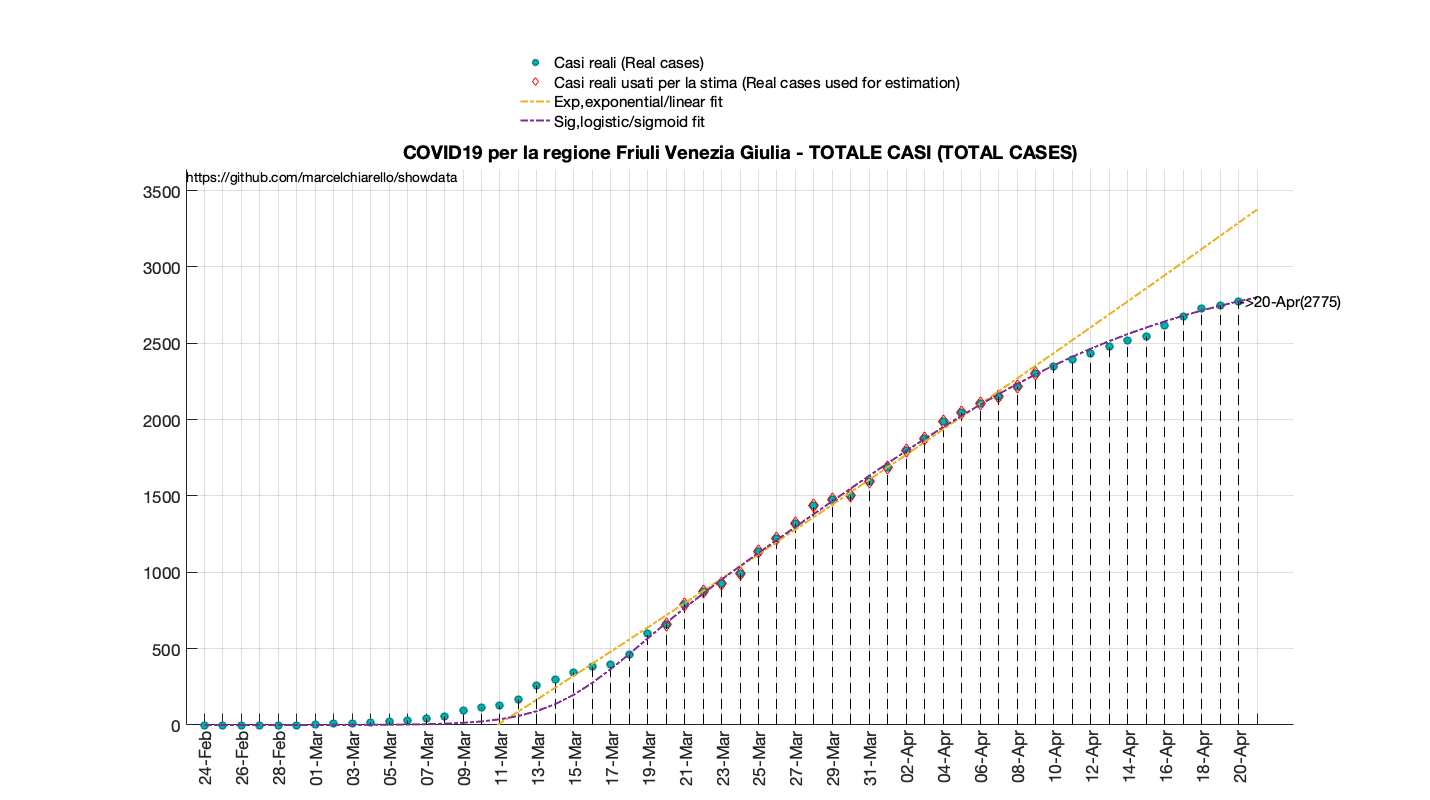 Casi reali (Real cases)
Casi reali usati per la stima (Real cases used for estimation)
Exp,exponential/linear fit
Sig,logistic/sigmoid fit
COVID19 per la regione Friuli Venezia Giulia - TOTALE CASI (TOTAL CASES)
https://github.com/marcelchiarello/showdata
3500
3000
2500
2000
1500
1000
500
0
->20-Apr(2775)
24-Feb
26-Feb
28-Feb
01-Mar
03-Mar
05-Mar
07-Mar
09-Mar
11-Mar
13-Mar
15-Mar
17-Mar
19-Mar
21-Mar
23-Mar
25-Mar
27-Mar
29-Mar
31-Mar
02-Apr
04-Apr
06-Apr
08-Apr
10-Apr
12-Apr
14-Apr
16-Apr
18-Apr
20-Apr